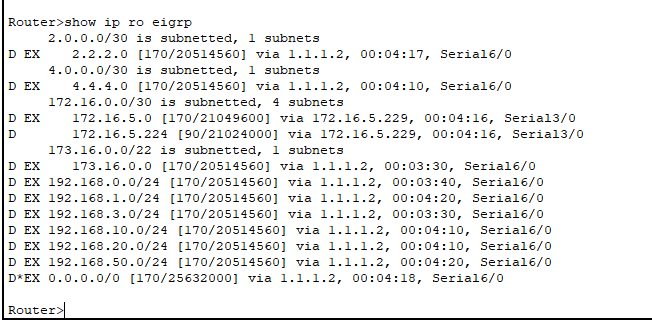 Router>show ip ro eigrp
2.0.0.0/30 is subnetted, 1 subnets
D EX 2.2.2.0 [170/20514560] via 1.1.1.2, 00:04:17, Serial6/0
4.0.0.0/30 is subnetted, 1 subnets
D EX 4.4.4.0 [170/20514560] via 1.1.1.2, 00:04:10, Serial6/0
172.16.0.0/30 is subnetted, 4 subnets
D EX 172.16.5.0 [170/21049600] via 172.16.5.229, 00:04:16, Serial3/0
D 172.16.5.224 [90/21024000] via 172.16.5.229, 00:04:16, Serial3/0
173.16.0.0/22 is subnetted, 1 subnets
D EX 173.16.0.0 [170/20514560] via 1.1.1.2, 00:03:30, Serial6/0
D EX 192.168.0.0/24 [170/20514560] via 1.1.1.2, 00:03:40, Serial6/0
D EX 192.168.1.0/24 [170/20514560] via 1.1.1.2, 00:04:20, Serial6/0
D EX 192.168.3.0/24 [170/20514560] via 1.1.1.2, 00:03:30, Serial6/0
D EX 192.168.10.0/24 [170/20514560] via 1.1.1.2, 00:04:10, Serial6/0
D EX 192.168.20.0/24 [170/20514560] via 1.1.1.2, 00:04:10, Serial6/0
D EX 192.168.50.0/24 [170/20514560] via 1.1.1.2, 00:04:20, Serial6/0
D*EX 0.0.0.0/0 [170/25632000] via 1.1.1.2, 00:04:18, Serial6/0
Router>